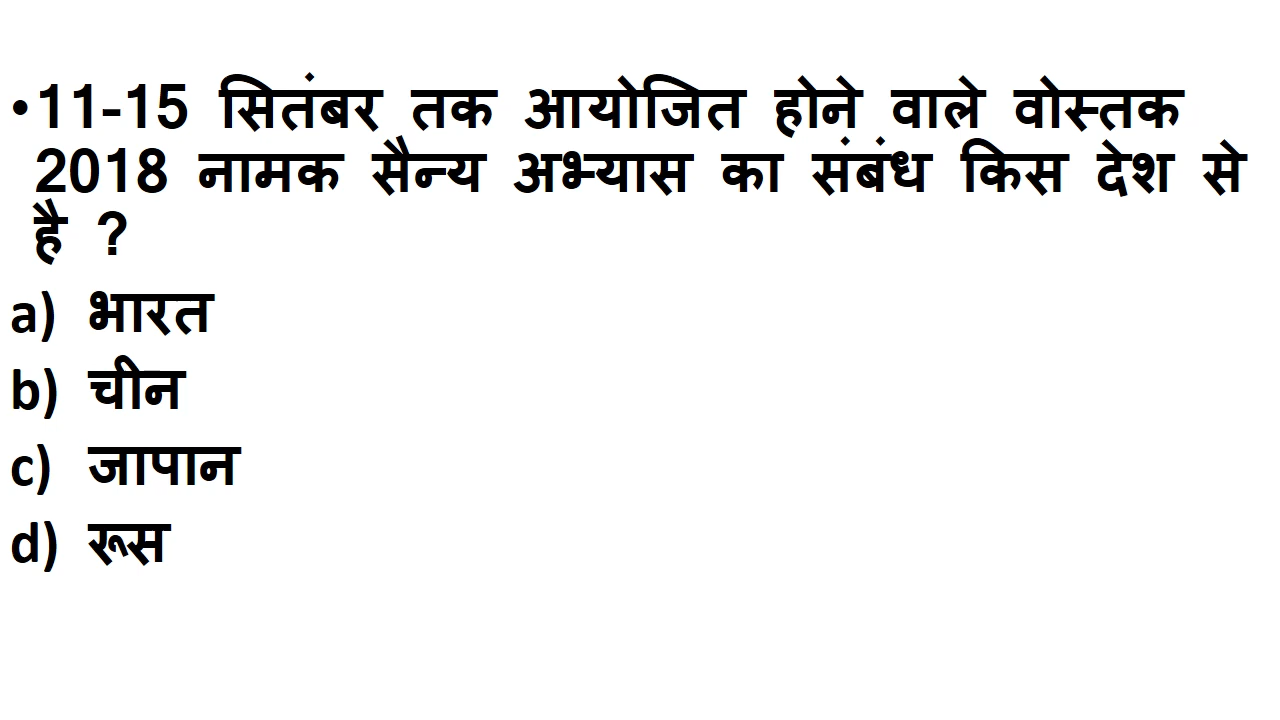 •11-15 सितंबर तक आयोजित होने वाले वोस्तक
2018 नामक सैन्य अभ्यास का संबंध किस देश से
है ?
a) भारत
b) चीन
c) जापान
d) रूस